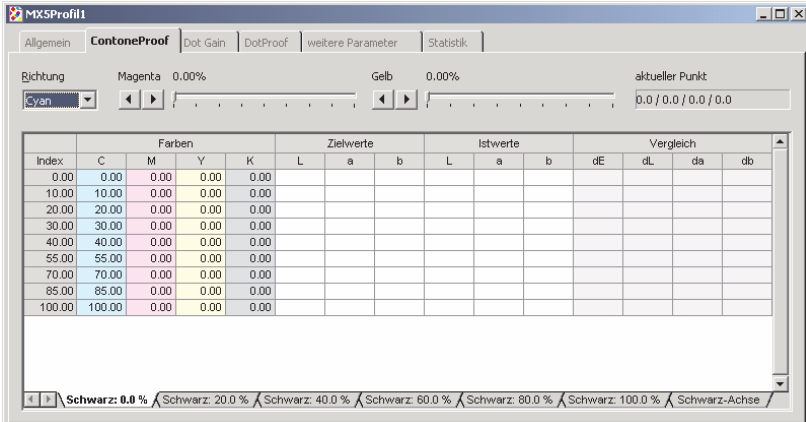 MX5Profil1
Allgemein ContoneProof Dot Gain DotProof weitere Parameter Statistik
Richtung Magenta 0.00% Gelb 0.00% aktueller Punkt
Cyan 0.0 / 0.0 / 0.0 / 0.0
Farben Zielwerte Istwerte Vergleich
Index C M Y K L a b L a b dE dL da db
0.00 0.00 0.00 0.00 0.00
10.00 10.00 0.00 0.00 0.00
20.00 20.00 0.00 0.00 0.00
30.00 30.00 0.00 0.00 0.00
40.00 40.00 0.00 0.00 0.00
55.00 55.00 0.00 0.00 0.00
70.00 70.00 0.00 0.00 0.00
85.00 85.00 0.00 0.00 0.00
100.00 100.00 0.00 0.00 0.00
Schwarz: 0.0 % Schwarz: 20.0 % Schwarz: 40.0 % Schwarz: 60.0 % Schwarz: 80.0 % Schwarz: 100.0 % Schwarz-Achse